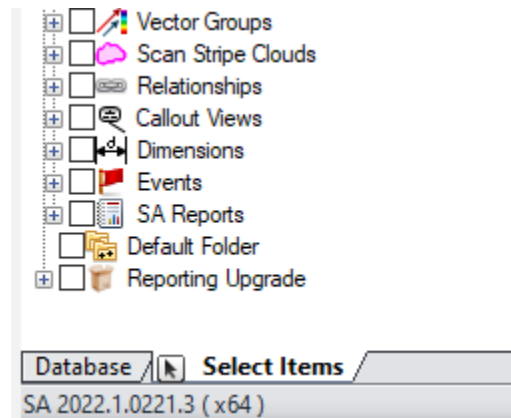 Vector Groups
Scan Stripe Clouds
Relationships
Callout Views
Dimensions
Events
SA Reports
Default Folder
Reporting Upgrade
Database Select Items
SA 2022.1.0221.3 ( x64 )